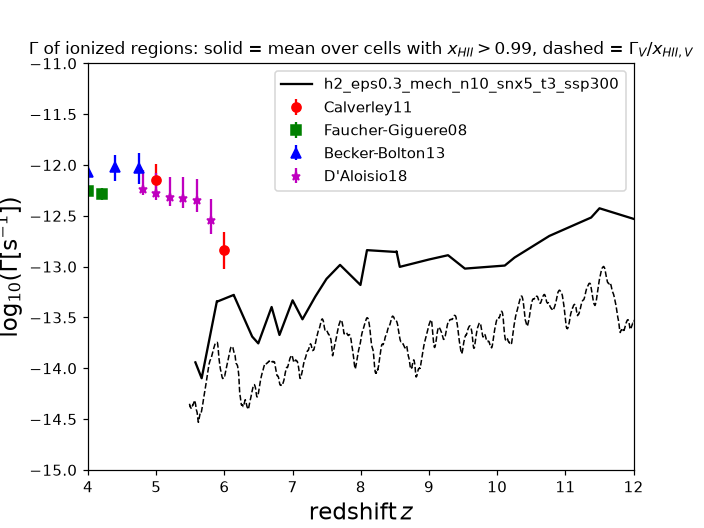 Γ of ionized regions: solid = mean over cells with x_HII > 0.99, dashed = Γ_V/x_HII,V
−11.0
−11.5
−12.0
−12.5
−13.0
−13.5
−14.0
−14.5
−15.0
log₁₀(Γ[s⁻¹])
h2_eps0.3_mech_n10_snx5_t3_ssp300
Calverley11
Faucher-Giguere08
Becker-Bolton13
D'Aloisio18
4 5 6 7 8 9 10 11 12
redshift z